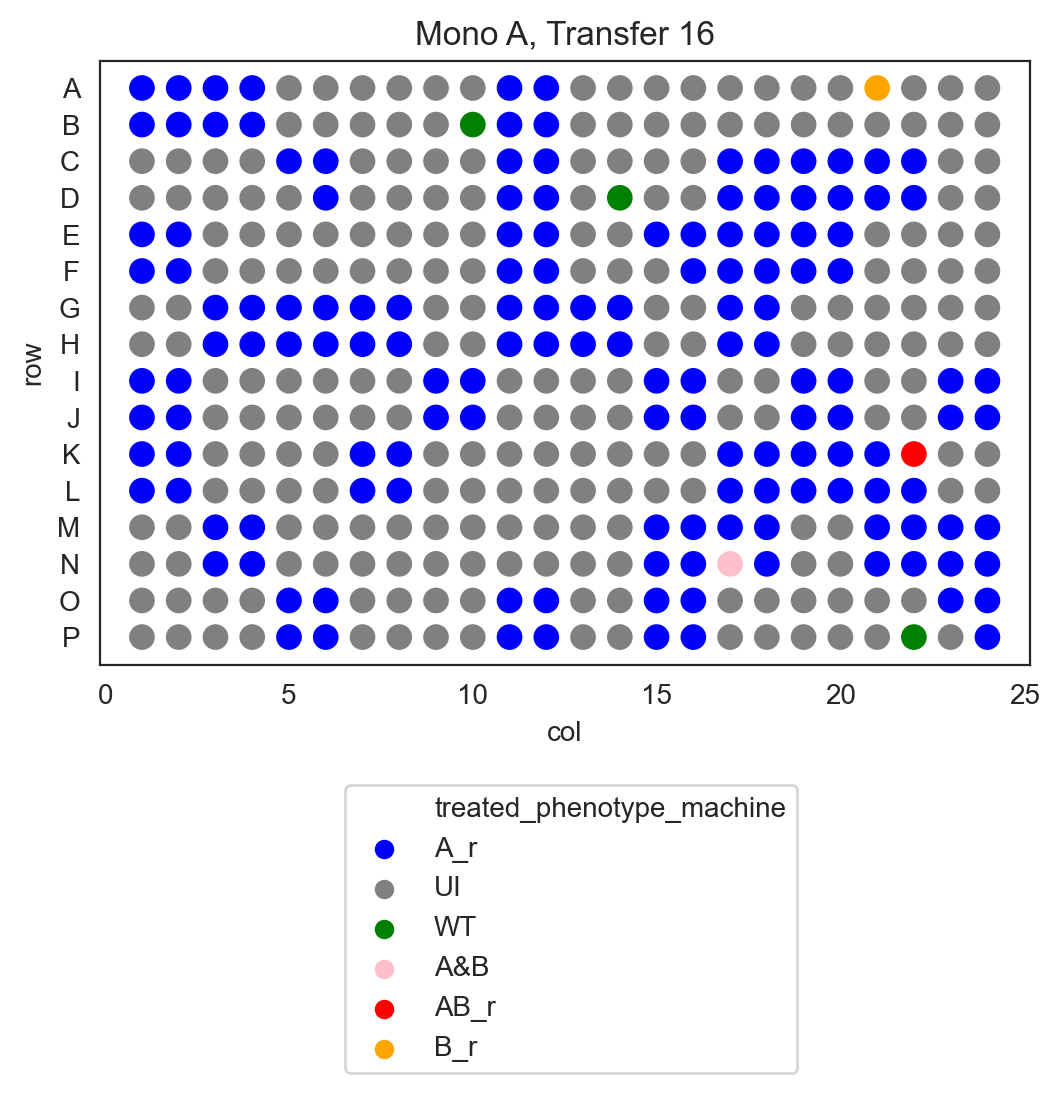 Mono A, Transfer 16
A
B
C
D
E
F
G
H
I
J
K
L
M
N
O
P
row
0 5 10 15 20 25
col
treated_phenotype_machine
A_r
UI
WT
A&B
AB_r
B_r